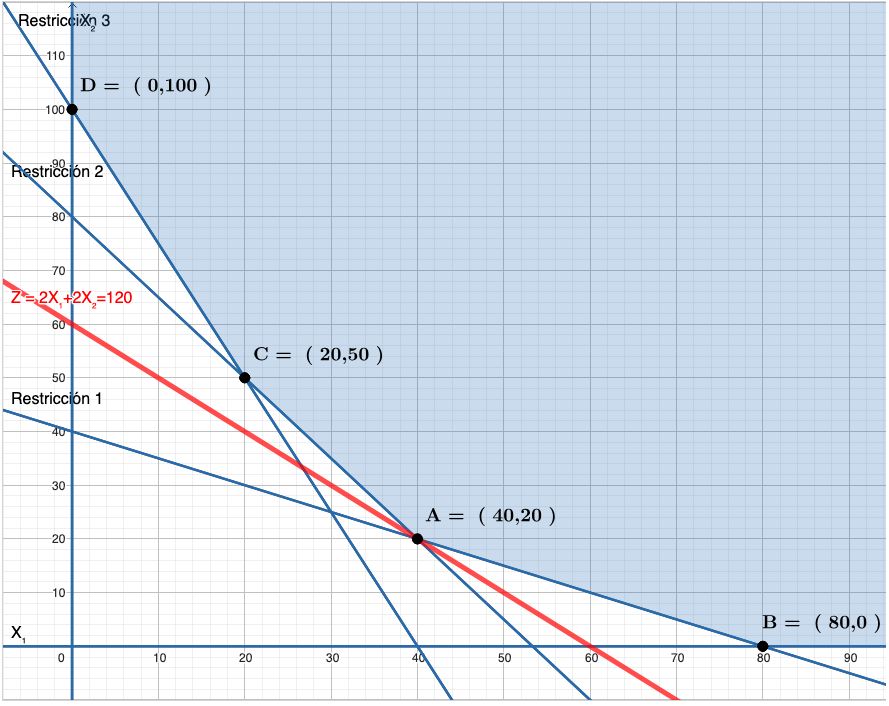 Restricción 3
X₂
110
D = ( 0,100 )
100
90
Restricción 2
80
70
Z = 2X₁+2X₂=120
60
C = ( 20,50 )
50
Restricción 1
40
30
A = ( 40,20 )
20
10
B = ( 80,0 )
X₁
0 10 20 30 40 50 60 70 80 90